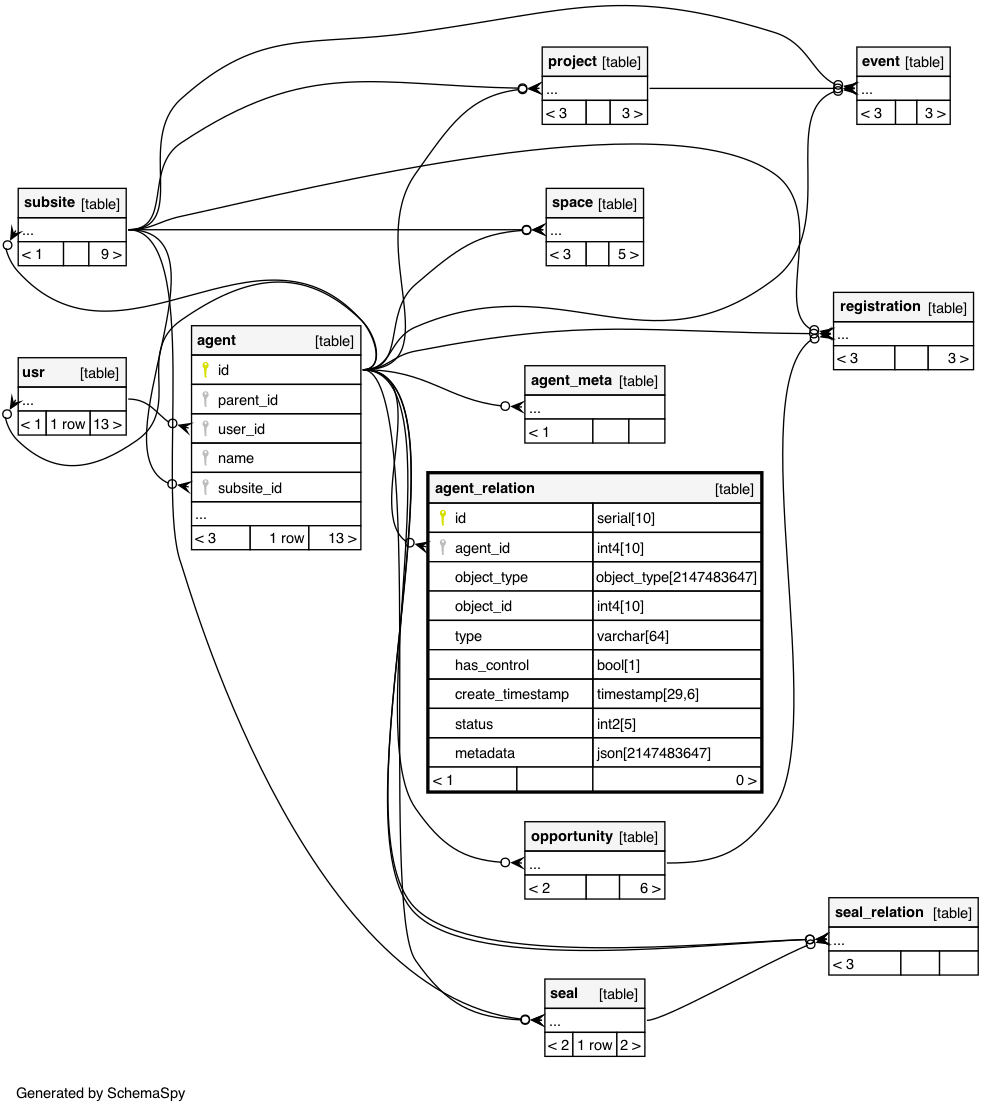 project [table]
...
< 3 3 >
event [table]
...
< 3 3 >
subsite [table]
...
< 1 9 >
space [table]
...
< 3 5 >
registration [table]
...
< 3 3 >
agent [table]
id
parent_id
user_id
name
subsite_id
...
< 3 1 row 13 >
usr [table]
...
< 1 1 row 13 >
agent_meta [table]
...
< 1
agent_relation [table]
id serial[10]
agent_id int4[10]
object_type object_type[2147483647]
object_id int4[10]
type varchar[64]
has_control bool[1]
create_timestamp timestamp[29,6]
status int2[5]
metadata json[2147483647]
< 1 0 >
opportunity [table]
...
< 2 6 >
seal_relation [table]
...
< 3
seal [table]
...
< 2 1 row 2 >
Generated by SchemaSpy